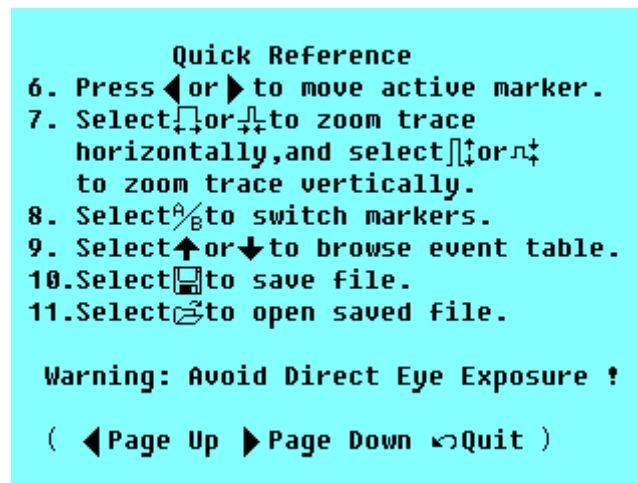 Quick Reference
6. Press ◀ or ▶ to move active marker.
7. Select or to zoom trace
horizontally,and select or
to zoom trace vertically.
8. Select A/B to switch markers.
9. Select ↑ or ↓ to browse event table.
10.Select to save file.
11.Select to open saved file.
Warning: Avoid Direct Eye Exposure !
( ◀Page Up ▶Page Down ↶Quit )